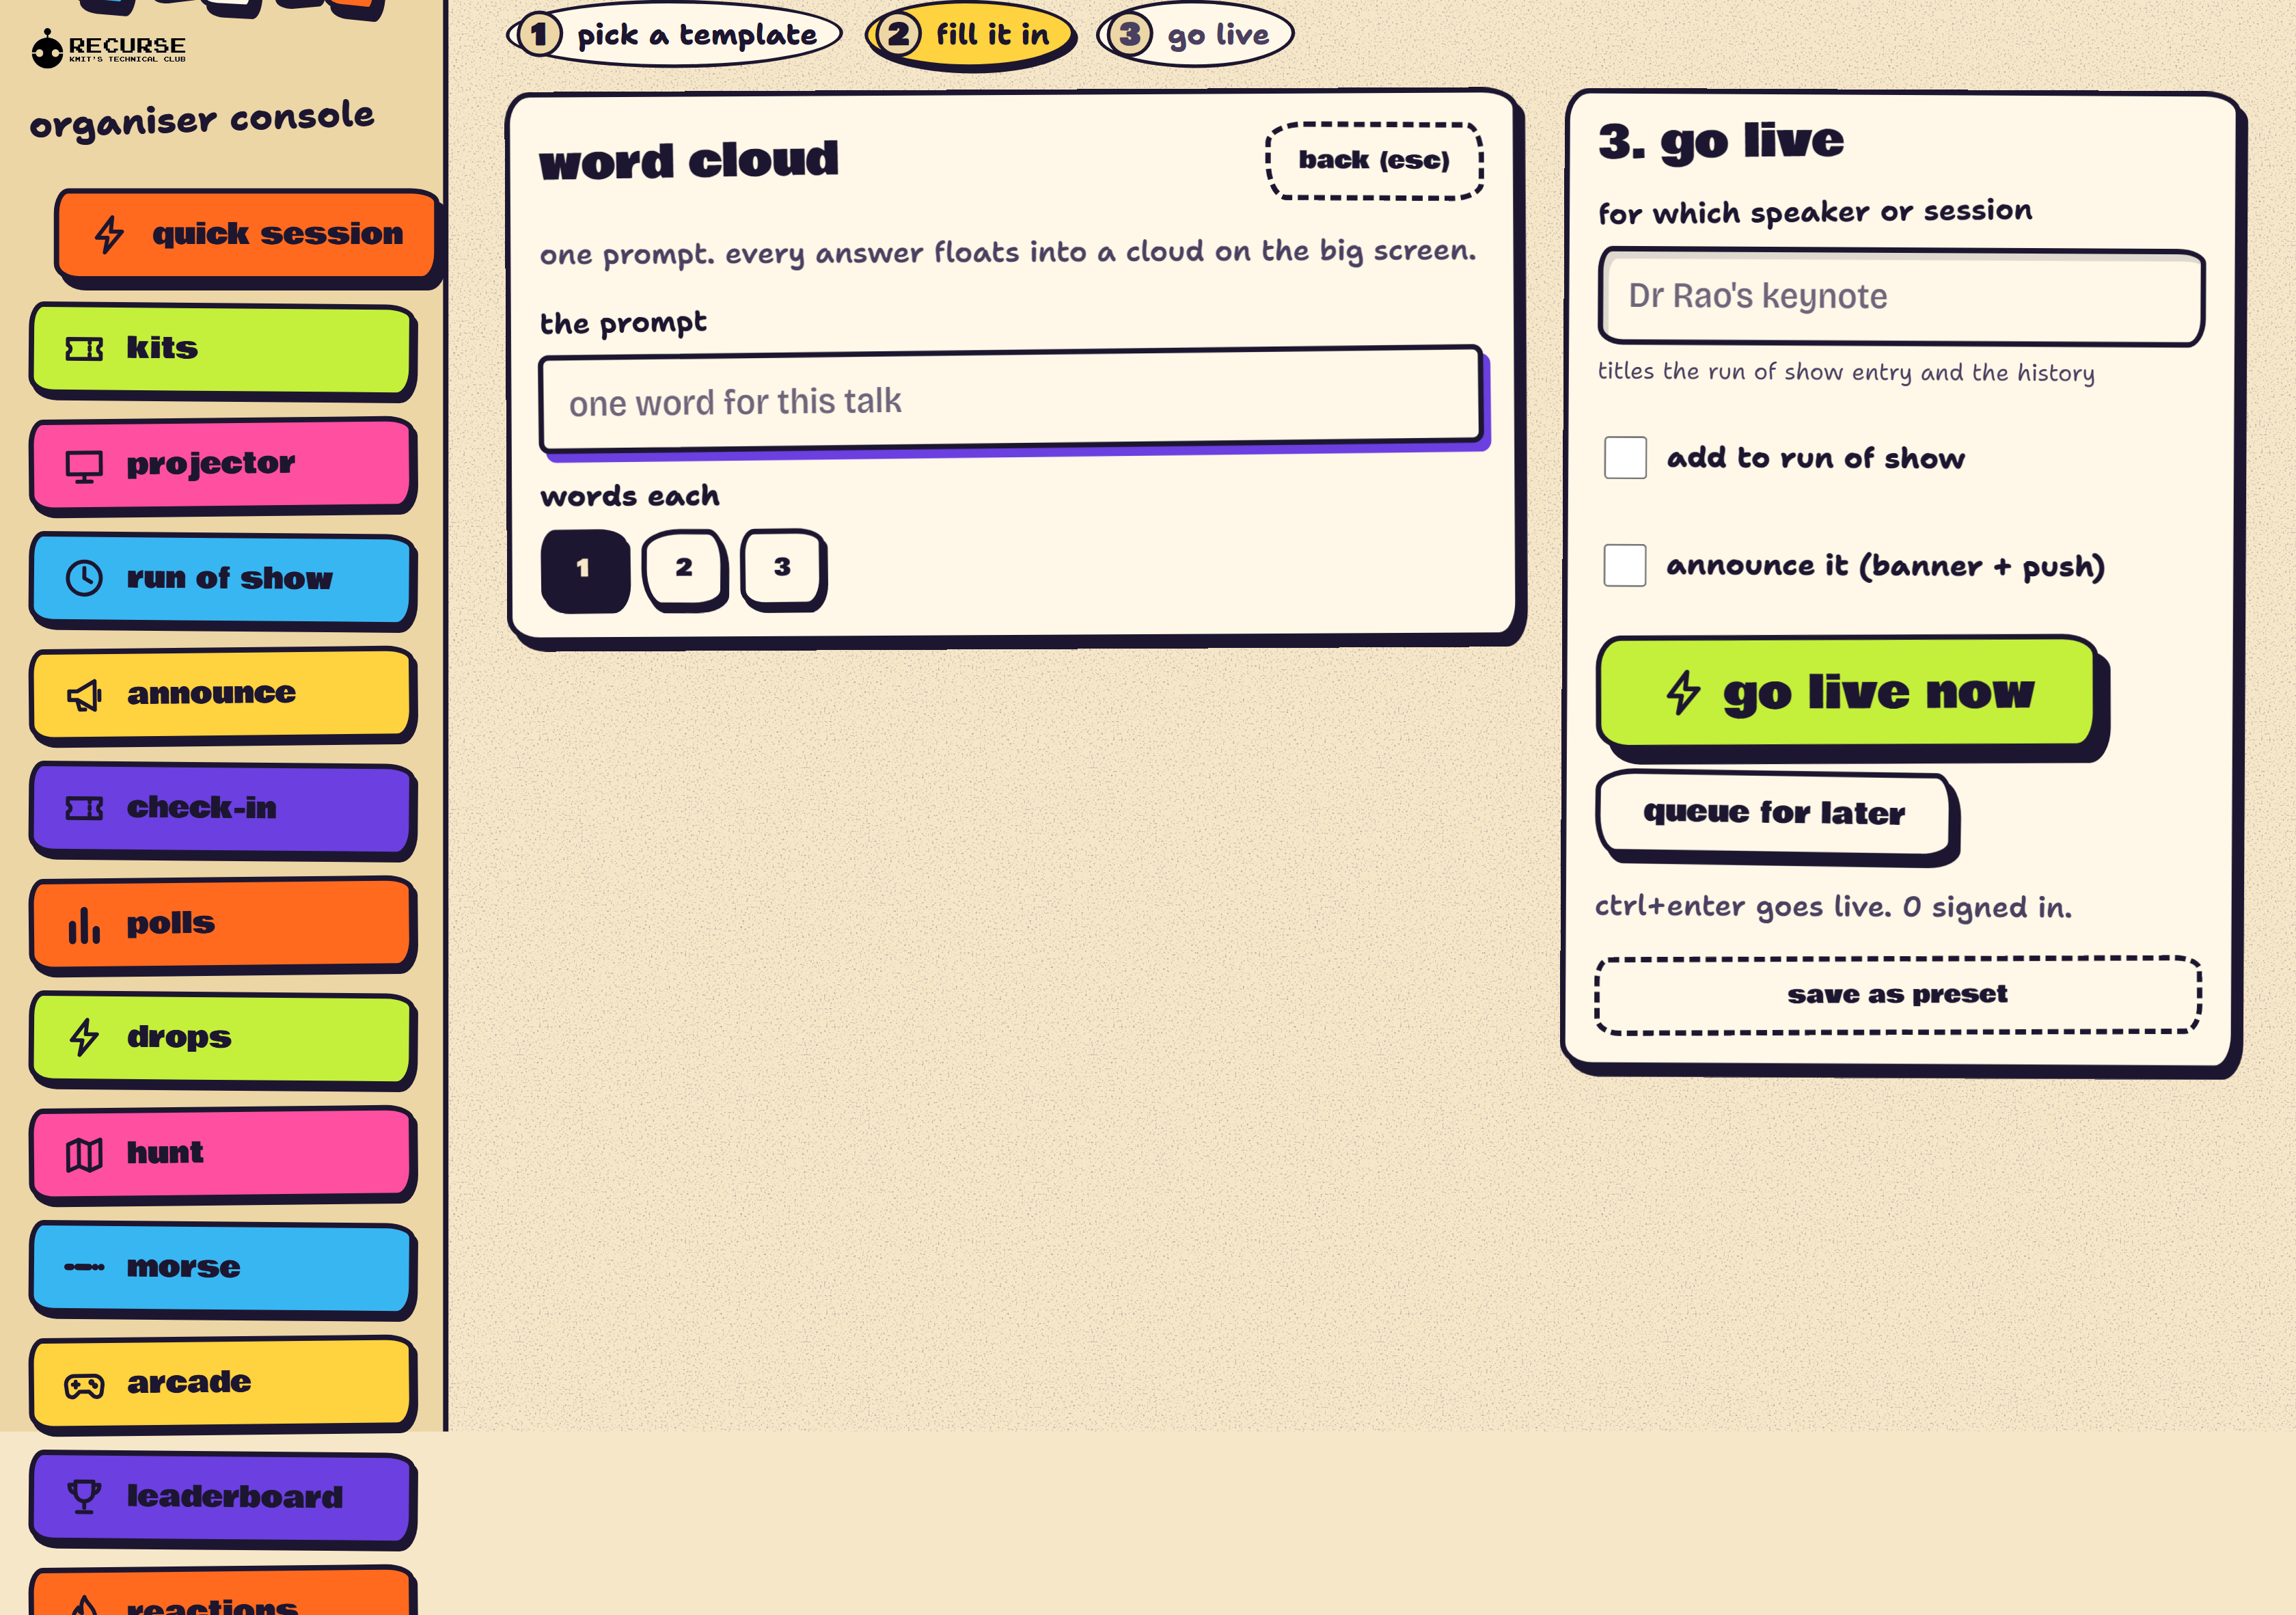 RECURSE
KMIT'S TECHNICAL CLUB
organiser console
quick session
kits
projector
run of show
announce
check-in
polls
drops
hunt
morse
arcade
leaderboard
reactions
1 pick a template
2 fill it in
3 go live
word cloud
back (esc)
one prompt. every answer floats into a cloud on the big screen.
the prompt
one word for this talk
words each
1 2 3
3. go live
for which speaker or session
Dr Rao's keynote
titles the run of show entry and the history
add to run of show
announce it (banner + push)
go live now
queue for later
ctrl+enter goes live. 0 signed in.
save as preset